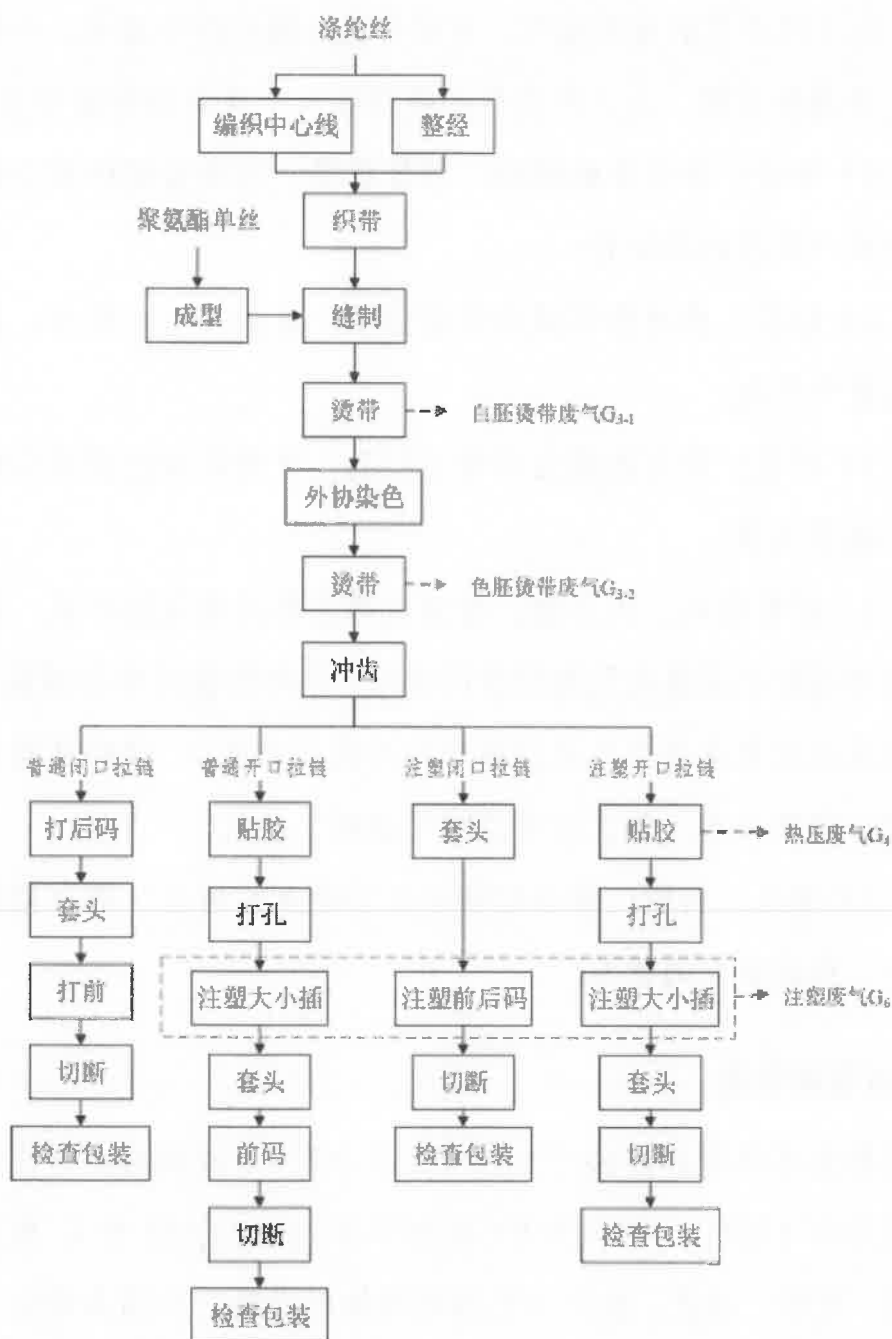 涤纶丝
编织中心线 整经
聚氨酯单丝 织带
成型 缝制
烫带 白胚烫带废气G3-1
外协染色
烫带 色胚烫带废气G3-2
冲齿
普通闭口拉链 普通开口拉链 注塑闭口拉链 注塑开口拉链
打后码 贴胶 套头 贴胶 热压废气G4
套头 打孔 打孔
打前 注塑大小插 注塑前后码 注塑大小插 注塑废气G6
切断 套头 切断 套头
检查包装 前码 检查包装 切断
切断 检查包装
检查包装